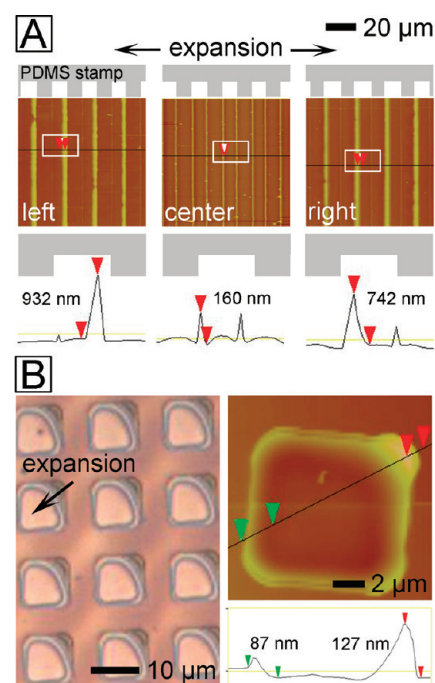 A
20 µm
expansion
PDMS stamp
left
center
right
932 nm
160 nm
742 nm
B
expansion
10 µm
2 µm
87 nm
127 nm